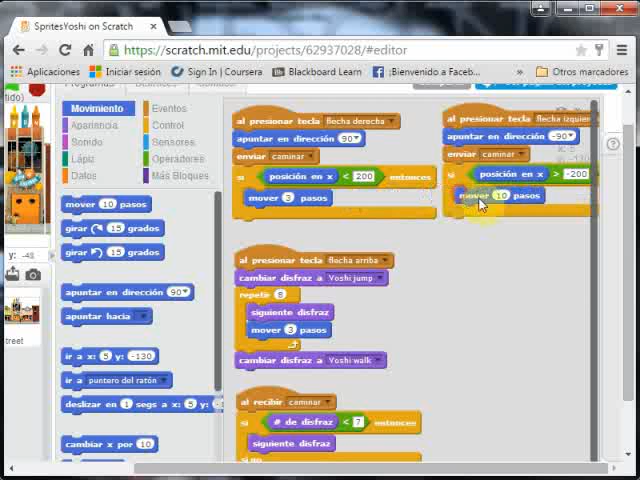 SpritesYoshi on Scratch
https://scratch.mit.edu/projects/62937028/#editor
Aplicaciones Iniciar sesión Sign In | Coursera Blackboard Learn ¡Bienvenido a Faceb... » Otros marcadores
Movimiento Eventos
Apariencia Control
Sonido Sensores
Lápiz Operadores
Datos Más Bloques
mover 10 pasos
girar 15 grados
girar 15 grados
apuntar en dirección 90
apuntar hacia
ir a x: 5 y: -130
ir a puntero del ratón
deslizar en 1 segs a x: 5 y:
cambiar x por 10
al presionar tecla flecha derecha
apuntar en dirección 90
enviar caminar
si posición en x < 200 entonces
mover 3 pasos
al presionar tecla flecha izquier
apuntar en dirección -90
enviar caminar
si posición en x > -200
mover 10 pasos
al presionar tecla flecha arriba
cambiar disfraz a Yoshi jump
repetir 8
siguiente disfraz
mover 3 pasos
cambiar disfraz a Yoshi walk
al recibir caminar
si # de disfraz < 7 entonces
siguiente disfraz
si no
y: -48
treet